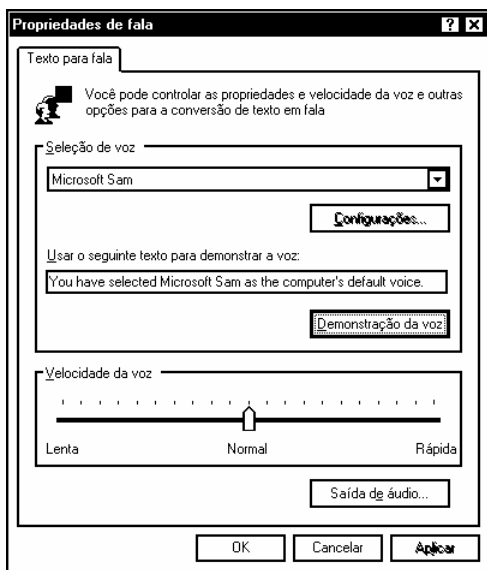 Propriedades de fala
Texto para fala
Você pode controlar as propriedades e velocidade da voz e outras
opções para a conversão de texto em fala
Seleção de voz
Microsoft Sam
Configurações...
Usar o seguinte texto para demonstrar a voz:
You have selected Microsoft Sam as the computer's default voice.
Demonstração da voz
Velocidade da voz
Lenta Normal Rápida
Saída de áudio...
OK Cancelar Aplicar